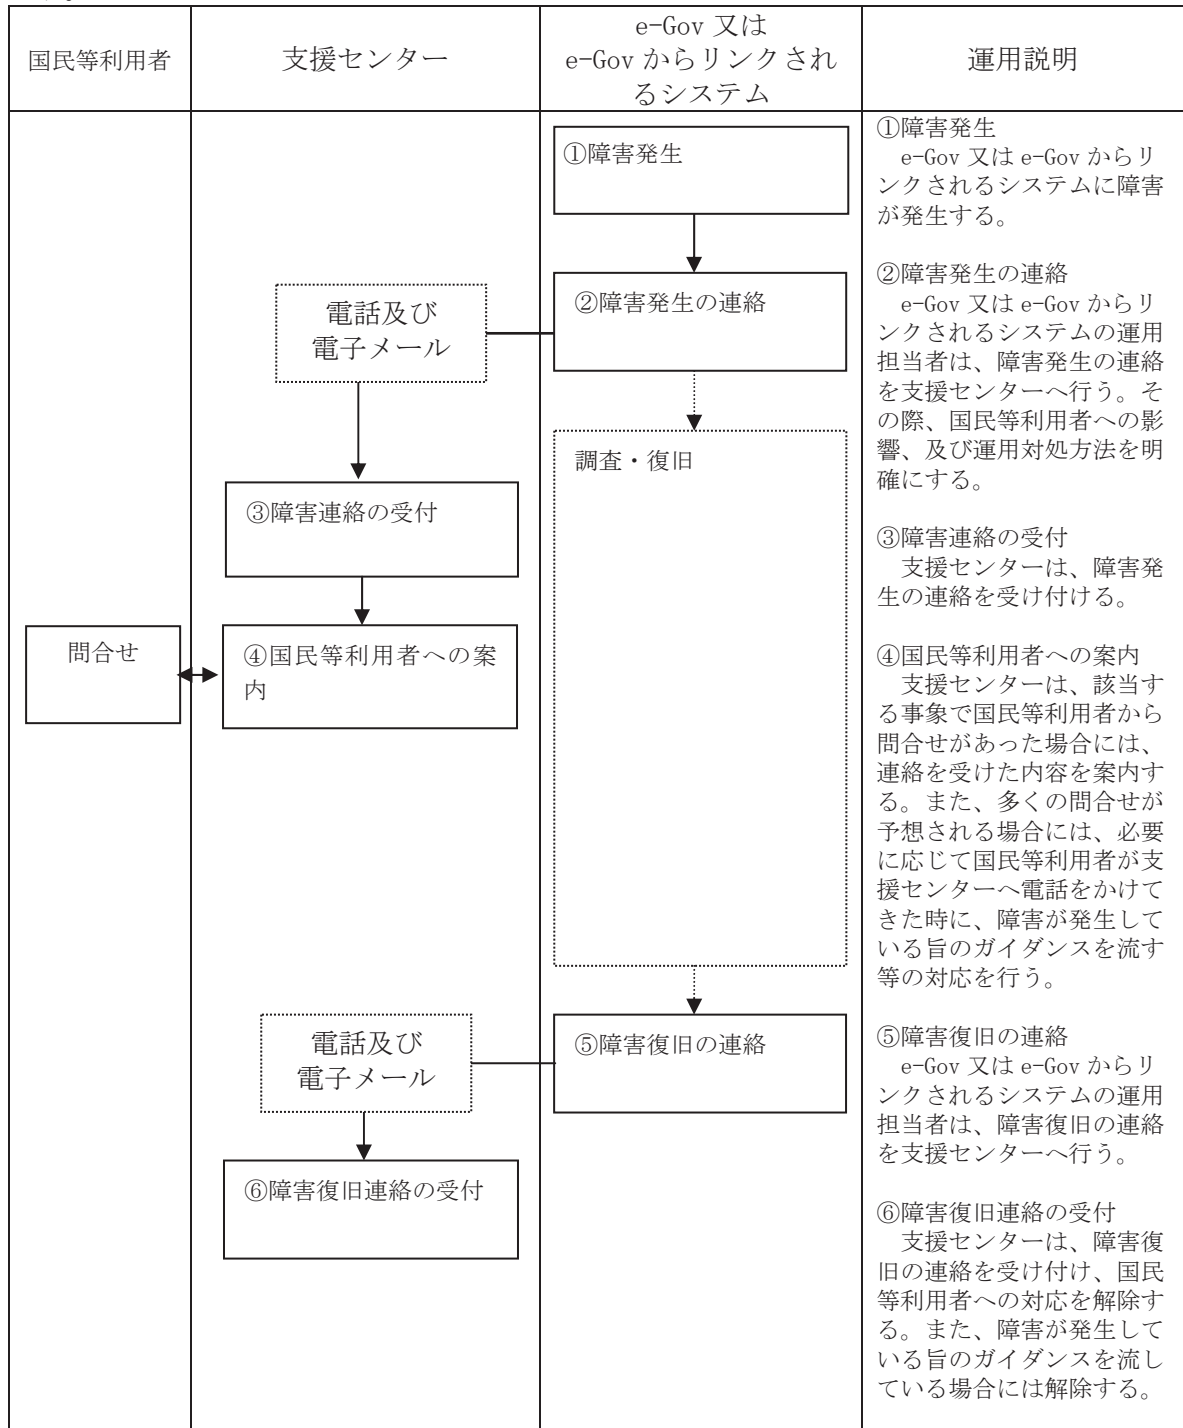 国民等利用者
支援センター
e-Gov 又は
e-Gov からリンクされ
るシステム
運用説明
①障害発生
②障害発生の連絡
電話及び
電子メール
調査・復旧
③障害連絡の受付
問合せ
④国民等利用者への案
内
⑤障害復旧の連絡
電話及び
電子メール
⑥障害復旧連絡の受付
①障害発生
e-Gov 又は e-Gov からリ
ンクされるシステムに障害
が発生する。
②障害発生の連絡
e-Gov 又は e-Gov からリ
ンクされるシステムの運用
担当者は、障害発生の連絡
を支援センターへ行う。そ
の際、国民等利用者への影
響、及び運用対処方法を明
確にする。
③障害連絡の受付
支援センターは、障害発
生の連絡を受け付ける。
④国民等利用者への案内
支援センターは、該当す
る事象で国民等利用者から
問合せがあった場合には、
連絡を受けた内容を案内す
る。また、多くの問合せが
予想される場合には、必要
に応じて国民等利用者が支
援センターへ電話をかけて
きた時に、障害が発生して
いる旨のガイダンスを流す
等の対応を行う。
⑤障害復旧の連絡
e-Gov 又は e-Gov からリ
ンクされるシステムの運用
担当者は、障害復旧の連絡
を支援センターへ行う。
⑥障害復旧連絡の受付
支援センターは、障害復
旧の連絡を受け付け、国民
等利用者への対応を解除す
る。また、障害が発生して
いる旨のガイダンスを流し
ている場合には解除する。